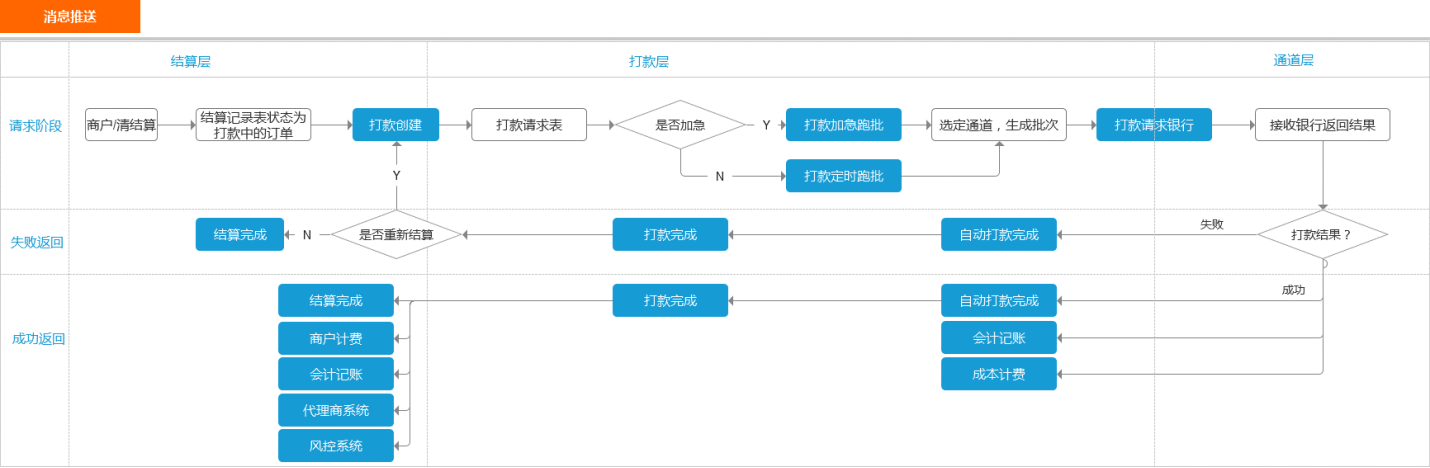 消息推送
结算层
打款层
通道层
请求阶段
商户/清结算
结算记录表状态为
打款中的订单
打款创建
打款请求表
是否加急
Y
打款加急跑批
选定通道，生成批次
打款请求银行
接收银行返回结果
N
打款定时跑批
Y
失败返回
结算完成
N
是否重新结算
打款完成
自动打款完成
失败
打款结果？
成功返回
结算完成
打款完成
自动打款完成
成功
商户计费
会计记账
会计记账
成本计费
代理商系统
风控系统